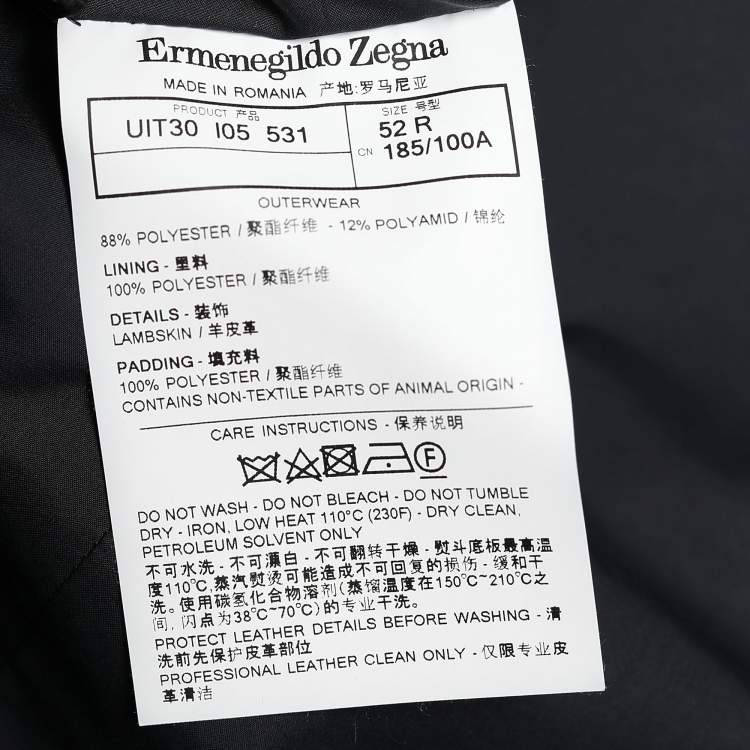 Ermenegildo Zegna
MADE IN ROMANIA 产地:罗马尼亚
PRODUCT 产品
UIT30 I05 531
SIZE 号型
52 R
CN 185/100A
OUTERWEAR
88% POLYESTER / 聚酯纤维 - 12% POLYAMID / 锦纶
LINING - 里料
100% POLYESTER / 聚酯纤维
DETAILS - 装饰
LAMBSKIN / 羊皮革
PADDING - 填充料
100% POLYESTER / 聚酯纤维
CONTAINS NON-TEXTILE PARTS OF ANIMAL ORIGIN -
CARE INSTRUCTIONS - 保养说明
F
DO NOT WASH - DO NOT BLEACH - DO NOT TUMBLE
DRY - IRON, LOW HEAT 110°C (230F) - DRY CLEAN,
PETROLEUM SOLVENT ONLY
不可水洗 - 不可漂白 - 不可翻转干燥 - 熨斗底板最高温
度110℃,蒸汽熨烫可能造成不可回复的损伤 - 缓和干
洗。使用碳氢化合物溶剂(蒸馏温度在150℃~210℃之
间, 闪点为38℃~70℃)的专业干洗。
PROTECT LEATHER DETAILS BEFORE WASHING - 清
洗前先保护皮革部位
PROFESSIONAL LEATHER CLEAN ONLY - 仅限专业皮
革清洁